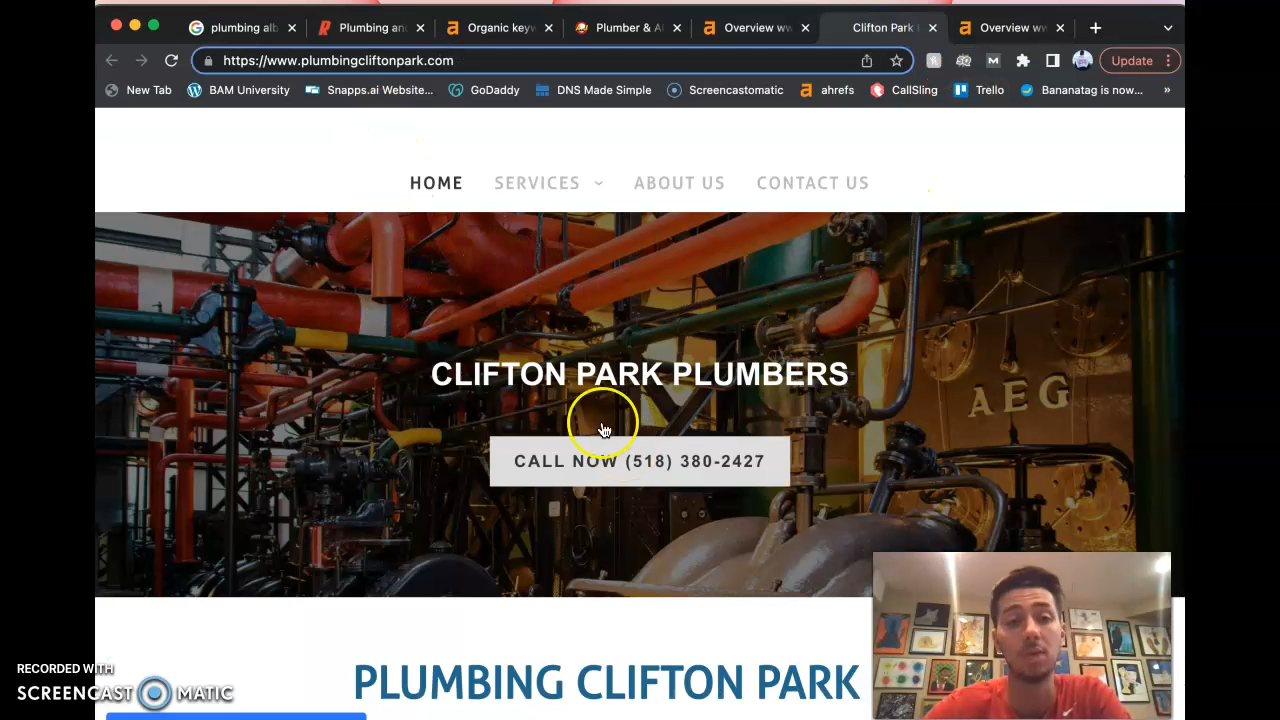 plumbing alb
Plumbing an
Organic keyw
Plumber & A
Overview ww
Clifton Park
Overview ww
https://www.plumbingcliftonpark.com
Update
New Tab
BAM University
Snapps.ai Website...
GoDaddy
DNS Made Simple
Screencastomatic
ahrefs
CallSling
Trello
Bananatag is now...
»
HOME SERVICES ABOUT US CONTACT US
AEG
CLIFTON PARK PLUMBERS
CALL NOW (518) 380-2427
PLUMBING CLIFTON PARK
RECORDED WITH
SCREENCAST MATIC